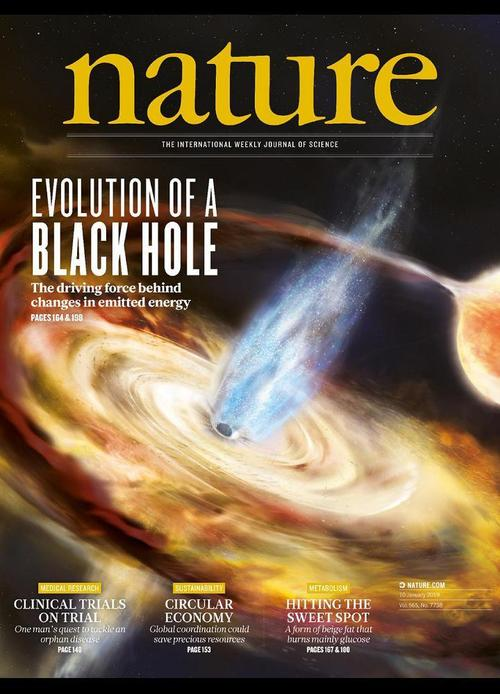 nature
THE INTERNATIONAL WEEKLY JOURNAL OF SCIENCE
EVOLUTION OF A
BLACK HOLE
The driving force behind
changes in emitted energy
PAGES 164 & 198
MEDICAL RESEARCH
CLINICAL TRIALS
ON TRIAL
One man's quest to tackle an
orphan disease
PAGE 140
SUSTAINABILITY
CIRCULAR
ECONOMY
Global coordination could
save precious resources
PAGE 153
METABOLISM
HITTING THE
SWEET SPOT
A form of beige fat that
burns mainly glucose
PAGES 167 & 180
NATURE.COM
10 January 2019
Vol. 565, No. 7738